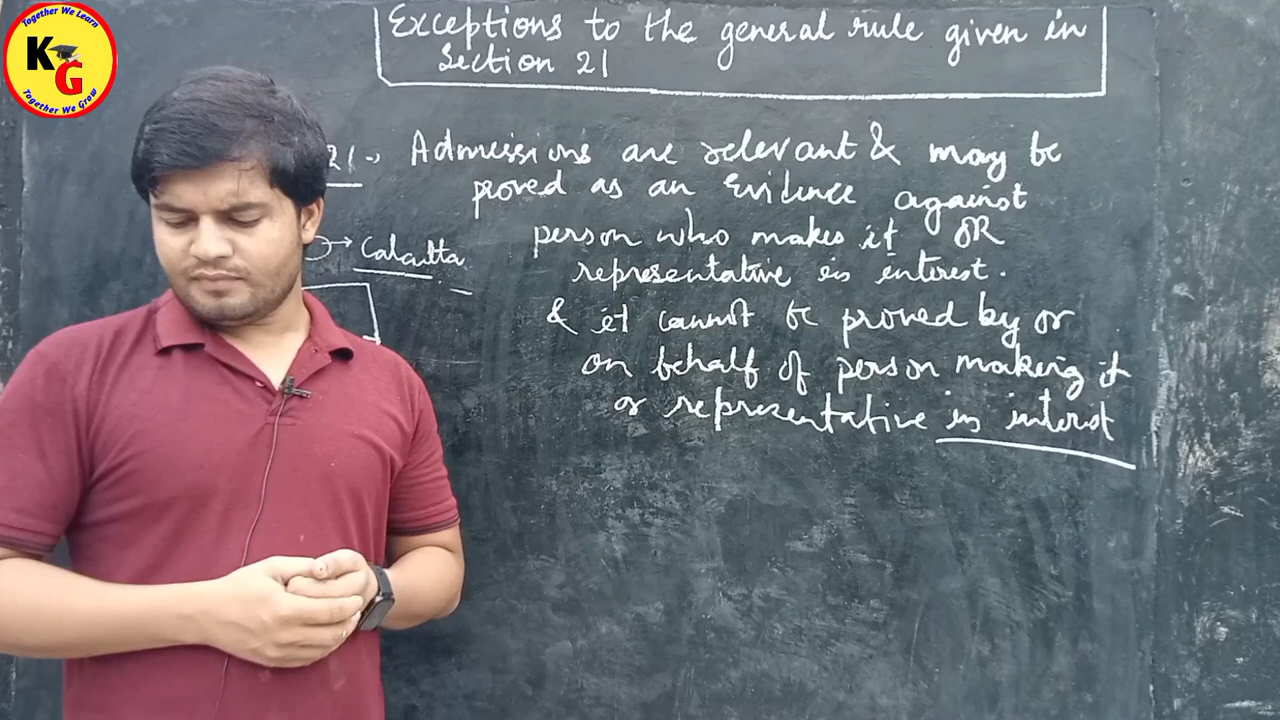 Together We Learn
KG
Together We Grow
Exceptions to the general rule given in
Section 21
21 Admissions are relevant & may be
proved as an Evidence against
person who makes it OR
representative in interest.
& it cannot be proved by or
on behalf of person making it
or representative in interest
→ Calcutta